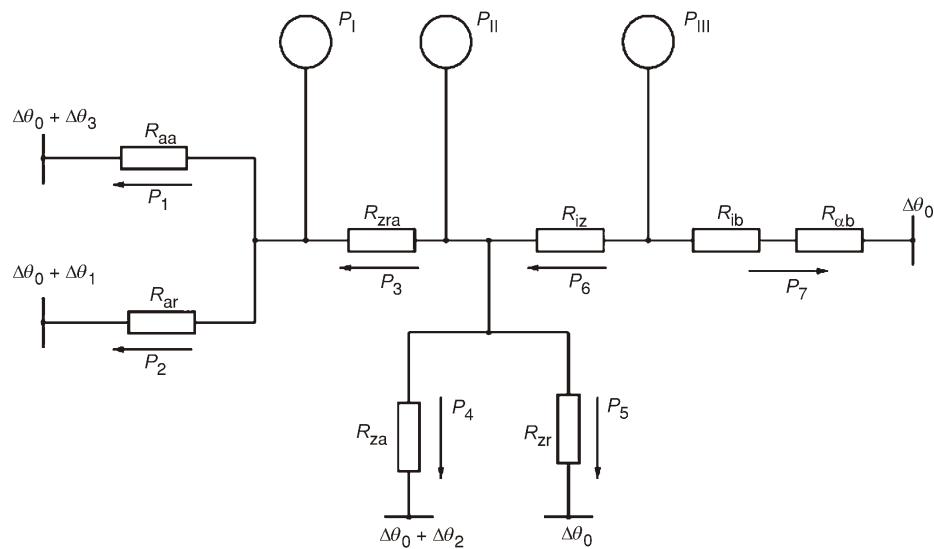 P_I
P_II
P_III
Δθ_0 + Δθ_3
R_aa
P_1
R_zra
R_iz
R_ib
R_αb
Δθ_0
P_3
P_6
P_7
Δθ_0 + Δθ_1
R_ar
P_2
P_4
P_5
R_za
R_zr
Δθ_0 + Δθ_2
Δθ_0